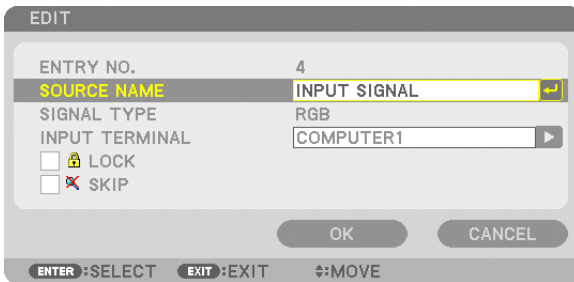 EDIT
ENTRY NO. 4
SOURCE NAME INPUT SIGNAL
SIGNAL TYPE RGB
INPUT TERMINAL COMPUTER1
LOCK
SKIP
OK CANCEL
ENTER:SELECT EXIT:EXIT :MOVE